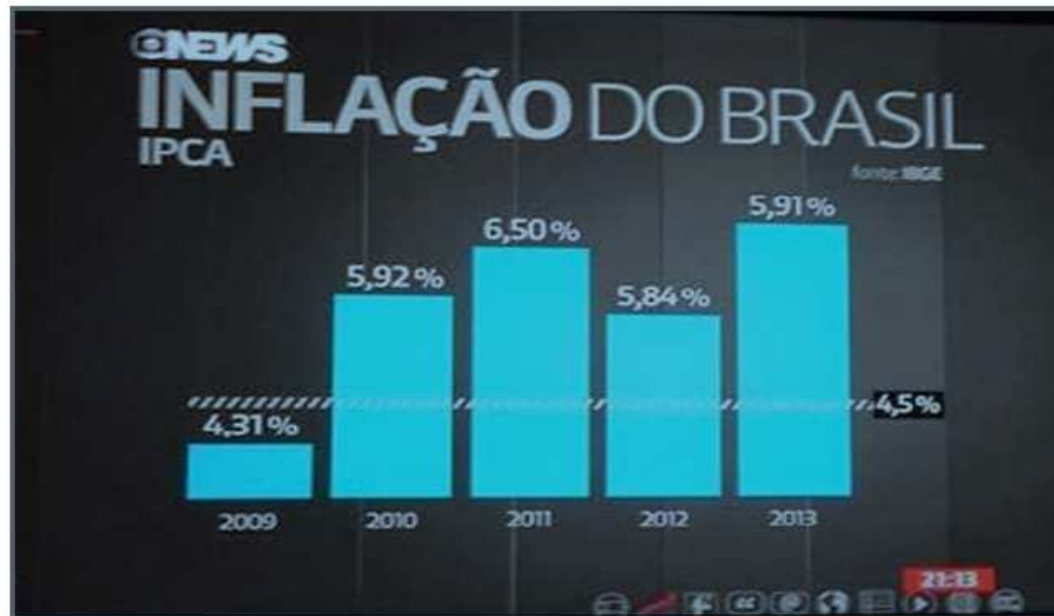 GNEWS
INFLAÇÃO DO BRASIL
IPCA
fonte: IBGE
5,91%
6,50%
5,92%
5,84%
4,5%
4,31%
2009 2010 2011 2012 2013
21:33